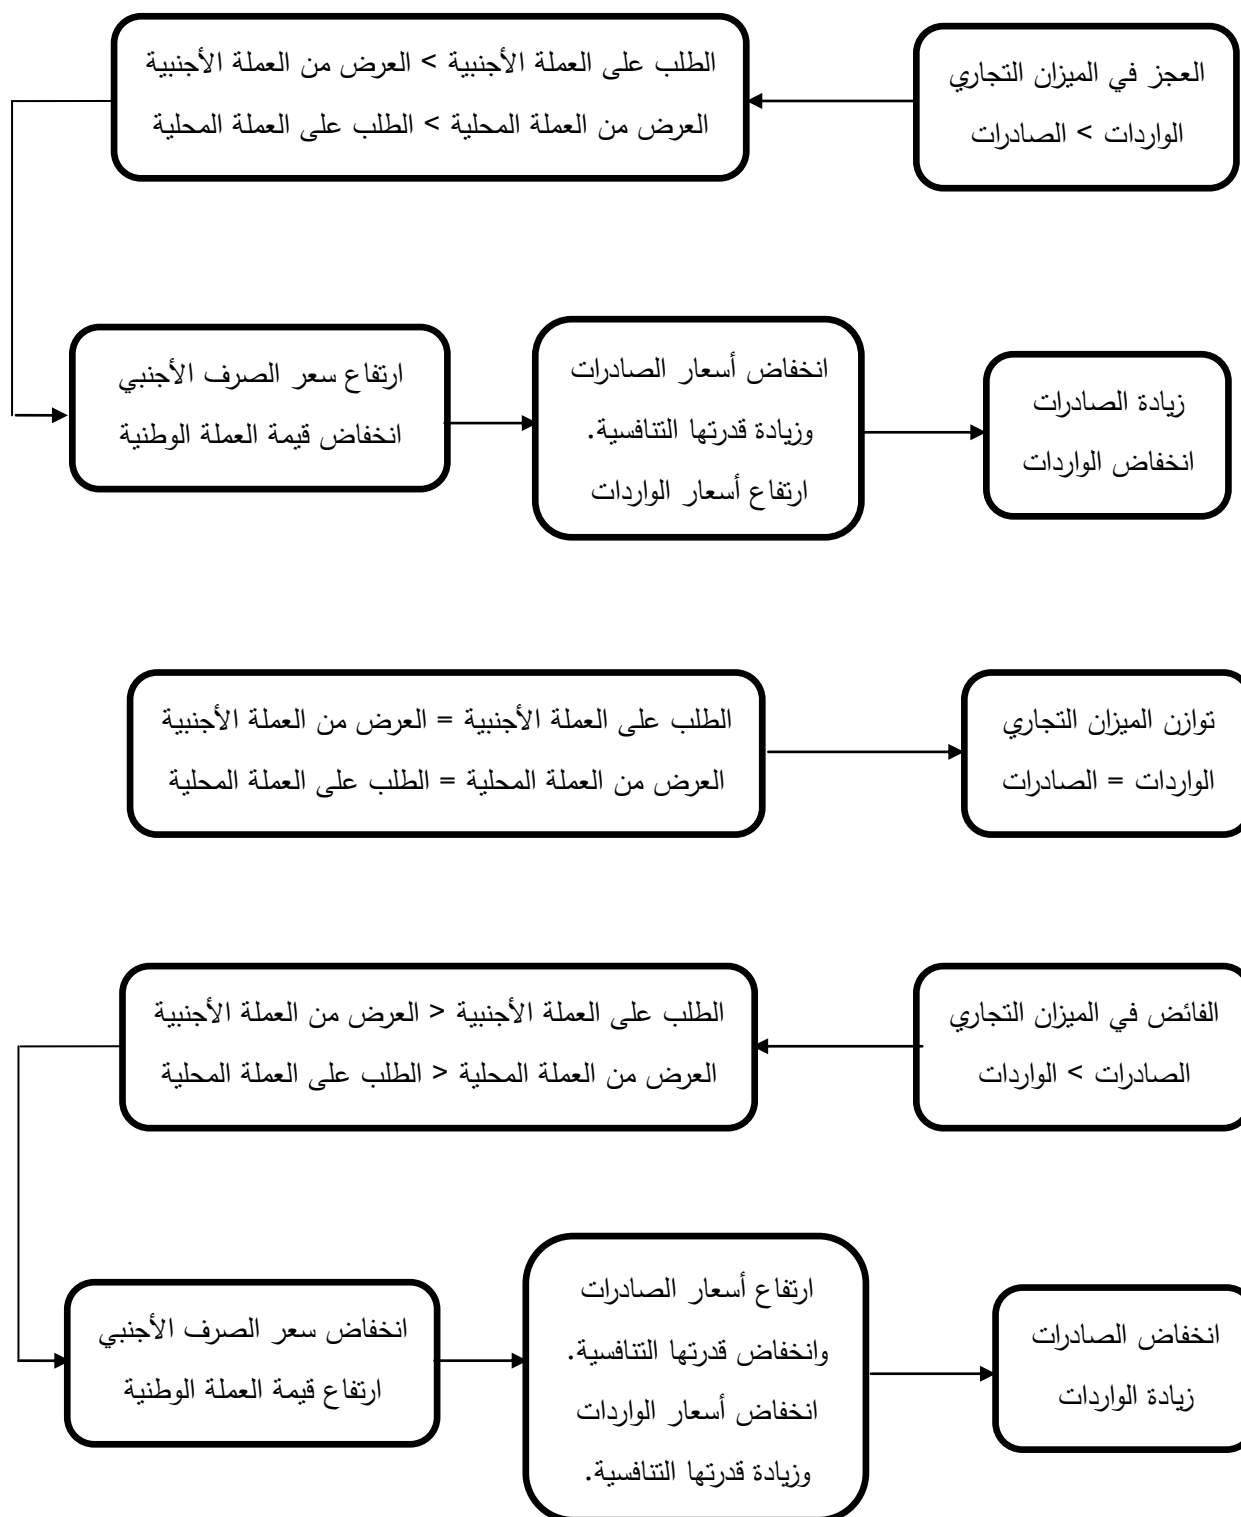 العجز في الميزان التجاري
الواردات > الصادرات
الطلب على العملة الأجنبية > العرض من العملة الأجنبية
العرض من العملة المحلية > الطلب على العملة المحلية
ارتفاع سعر الصرف الأجنبي
انخفاض قيمة العملة الوطنية
انخفاض أسعار الصادرات
وزيادة قدرتها التنافسية.
ارتفاع أسعار الواردات
زيادة الصادرات
انخفاض الواردات
توازن الميزان التجاري
الواردات = الصادرات
الطلب على العملة الأجنبية = العرض من العملة الأجنبية
العرض من العملة المحلية = الطلب على العملة المحلية
الفائض في الميزان التجاري
الصادرات > الواردات
الطلب على العملة الأجنبية < العرض من العملة الأجنبية
العرض من العملة المحلية < الطلب على العملة المحلية
انخفاض سعر الصرف الأجنبي
ارتفاع قيمة العملة الوطنية
ارتفاع أسعار الصادرات
وانخفاض قدرتها التنافسية.
انخفاض أسعار الواردات
وزيادة قدرتها التنافسية.
انخفاض الصادرات
زيادة الواردات